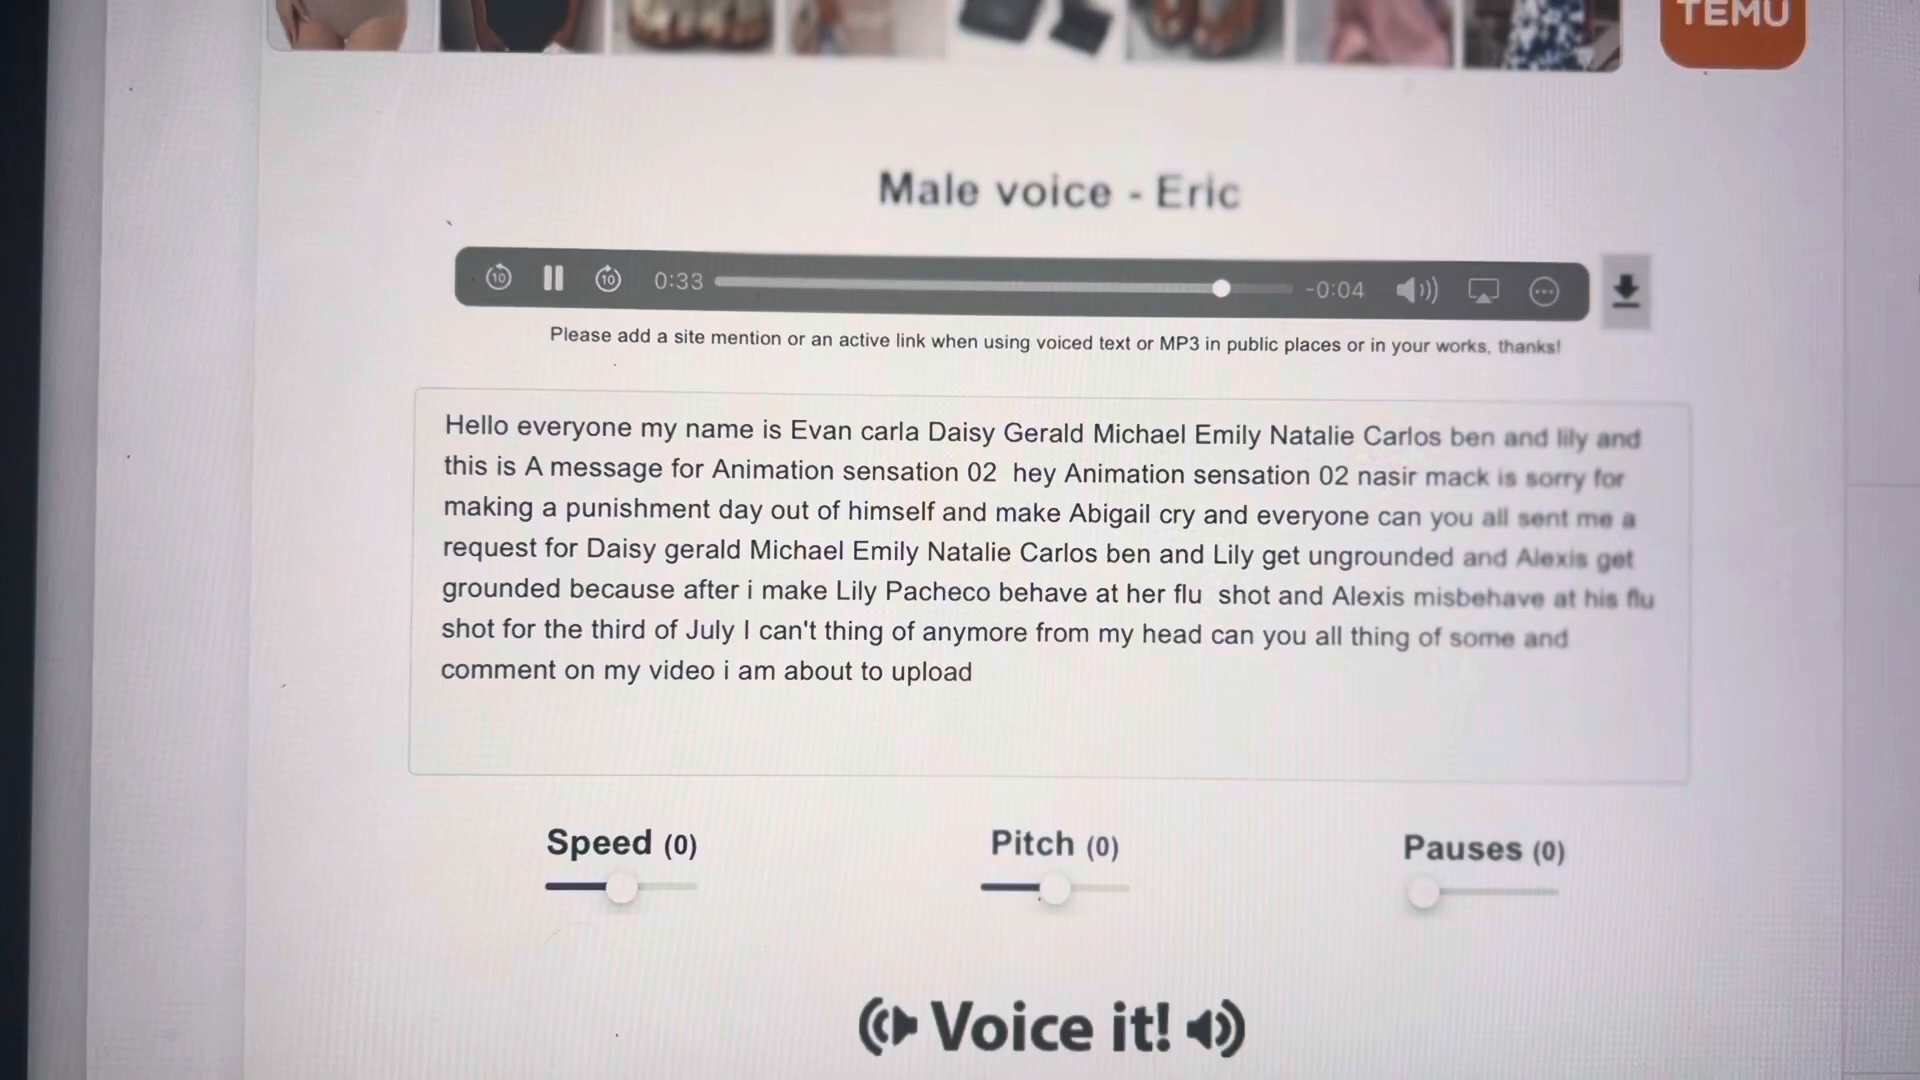 TEMU
Male voice - Eric
10 10 0:33 -0:04
Please add a site mention or an active link when using voiced text or MP3 in public places or in your works, thanks!
Hello everyone my name is Evan carla Daisy Gerald Michael Emily Natalie Carlos ben and lily and
this is A message for Animation sensation 02  hey Animation sensation 02 nasir mack is sorry for
making a punishment day out of himself and make Abigail cry and everyone can you all sent me a
request for Daisy gerald Michael Emily Natalie Carlos ben and Lily get ungrounded and Alexis get
grounded because after i make Lily Pacheco behave at her flu  shot and Alexis misbehave at his flu
shot for the third of July I can't thing of anymore from my head can you all thing of some and
comment on my video i am about to upload
Speed (0) Pitch (0) Pauses (0)
Voice it!